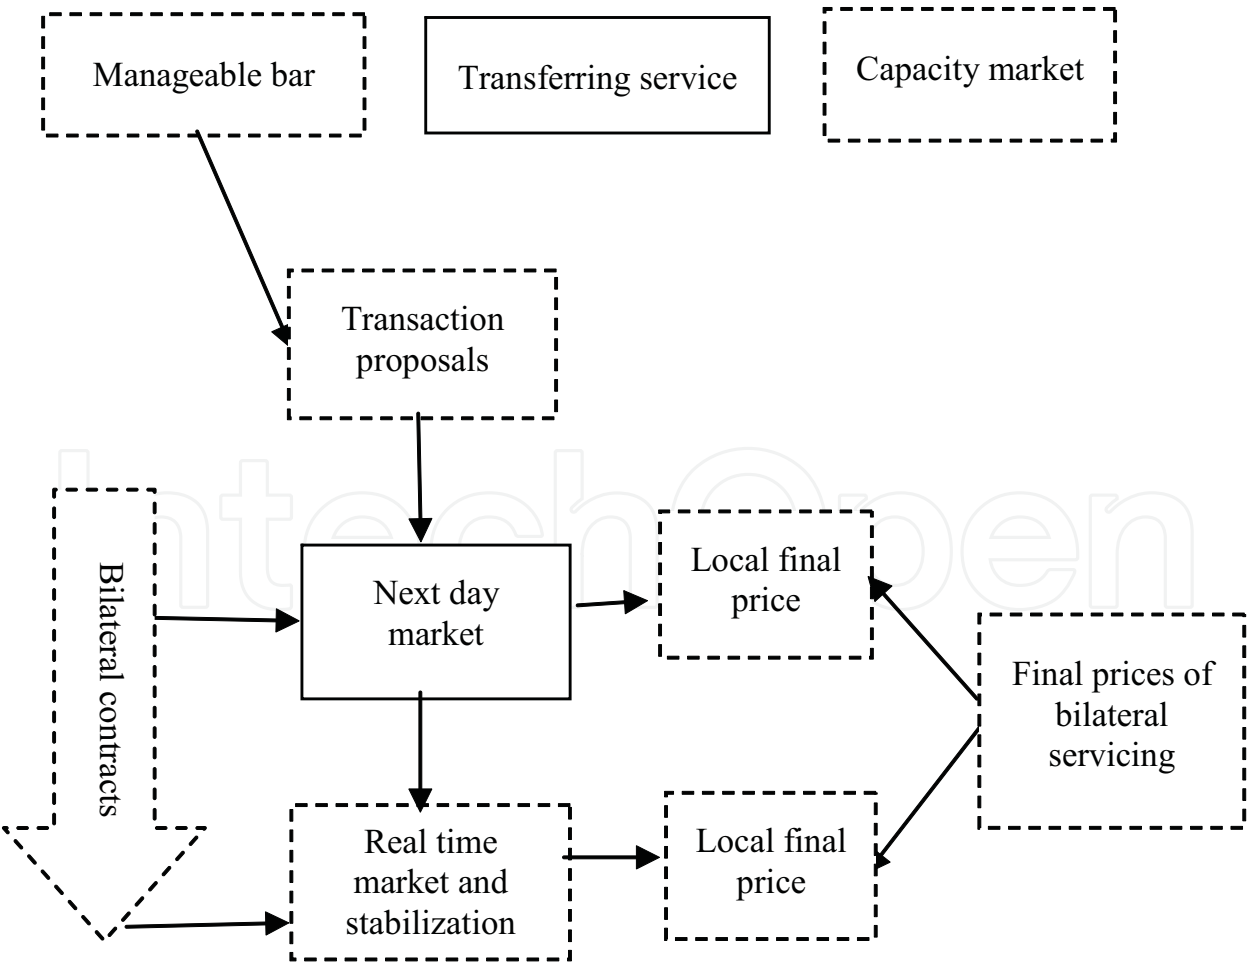 Manageable bar
Transferring service
Capacity market
Transaction
proposals
IntechOpen
Bilateral contracts
Next day
market
Local final
price
Final prices of
bilateral
servicing
Real time
market and
stabilization
Local final
price